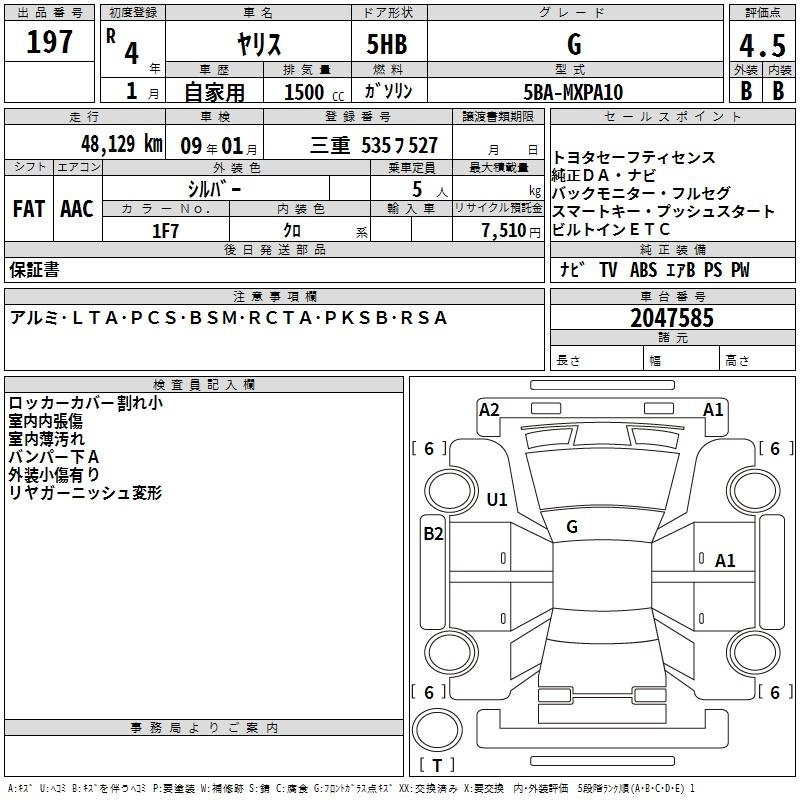 出品番号 初度登録 車名 ドア形状 グレード 評価点
197 R 4年 ヤリス 5HB G 4.5
車歴 排気量 燃料 型式 外装 内装
1月 自家用 1500 CC ガソリン 5BA-MXPA10 B B
走行 車検 登録番号 譲渡書類期限 セールスポイント
48,129 km 09年01月 三重 535フ527 月 日
シフト エアコン 外装色 乗車定員 最大積載量
FAT AAC シルバー 5人 kg
カラーNo. 内装色 輸入車 リサイクル預託金
1F7 クロ 系 7,510円
トヨタセーフティセンス
純正DA・ナビ
バックモニター・フルセグ
スマートキー・プッシュスタート
ビルトインETC
後日発送部品 純正装備
保証書 ナビ TV ABS エアB PS PW
注意事項欄 車台番号
アルミ・LTA・PCS・BSM・RCTA・PKSB・RSA 2047585
諸元
長さ 幅 高さ
検査員記入欄
ロッカーカバー割れ小
室内内張傷
室内薄汚れ
バンパー下A
外装小傷有り
リヤガーニッシュ変形
事務局よりご案内
A2 A1
[ 6 ] [ 6 ]
U1
G
B2
A1
[ 6 ] [ 6 ]
[ T ]
A:キズ U:ヘコミ B:キズを伴うヘコミ P:要塗装 W:補修跡 S:錆 C:腐食 G:フロントガラス点キズ XX:交換済み X:要交換 内・外装評価 5段階ランク順(A・B・C・D・E) 1